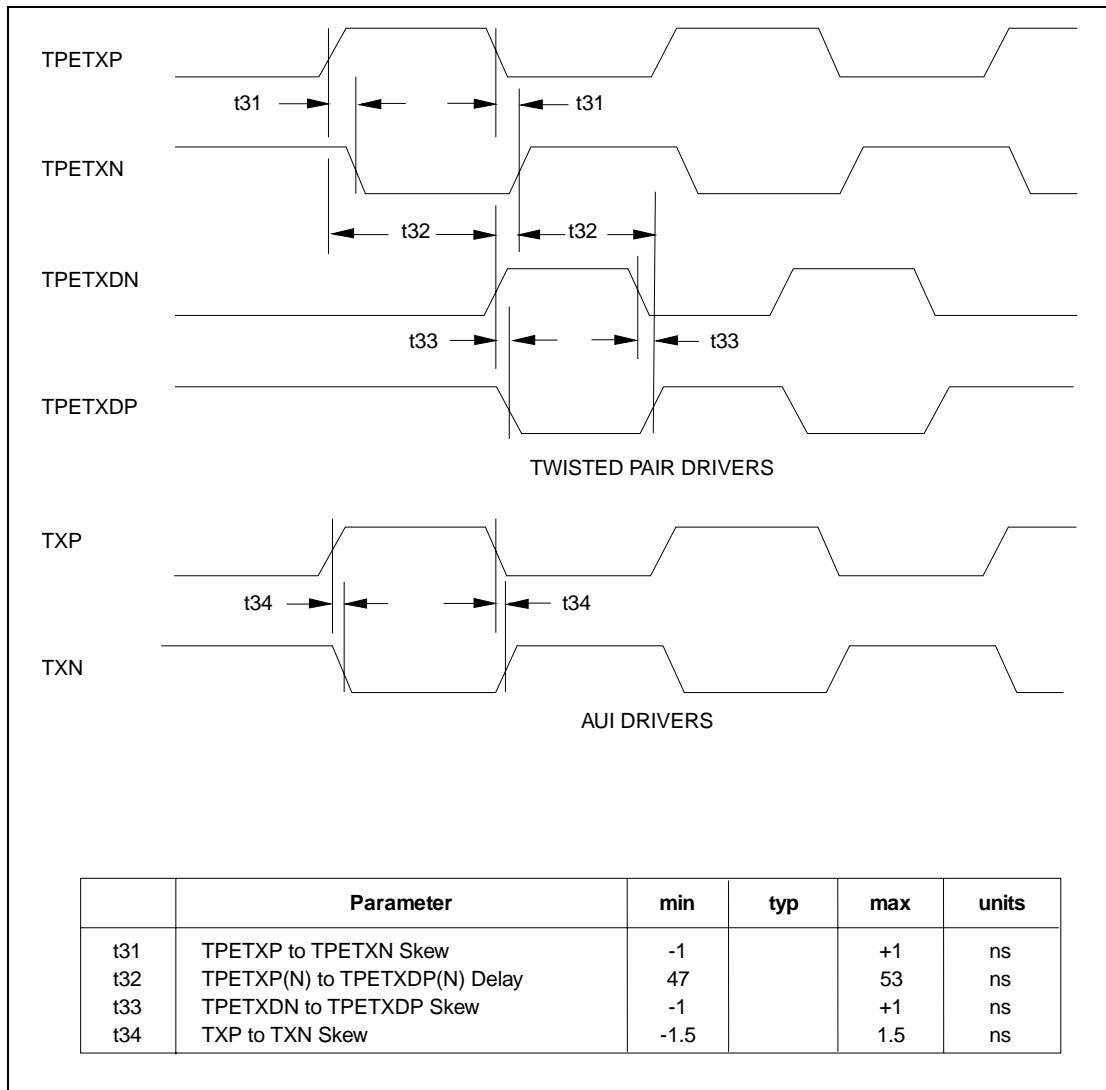 TPETXP
t31 t31
TPETXN
t32 t32
TPETXDN
t33 t33
TPETXDP
TWISTED PAIR DRIVERS
TXP
t34 t34
TXN
AUI DRIVERS
Parameter min typ max units
t31 TPETXP to TPETXN Skew -1 +1 ns
t32 TPETXP(N) to TPETXDP(N) Delay 47 53 ns
t33 TPETXDN to TPETXDP Skew -1 +1 ns
t34 TXP to TXN Skew -1.5 1.5 ns